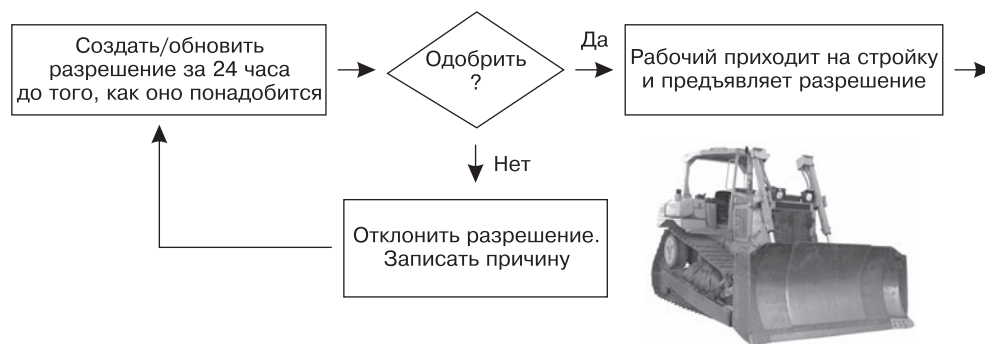 Создать/обновить
разрешение за 24 часа
до того, как оно понадобится
Одобрить
?
Да
Рабочий приходит на стройку
и предъявляет разрешение
Нет
Отклонить разрешение.
Записать причину